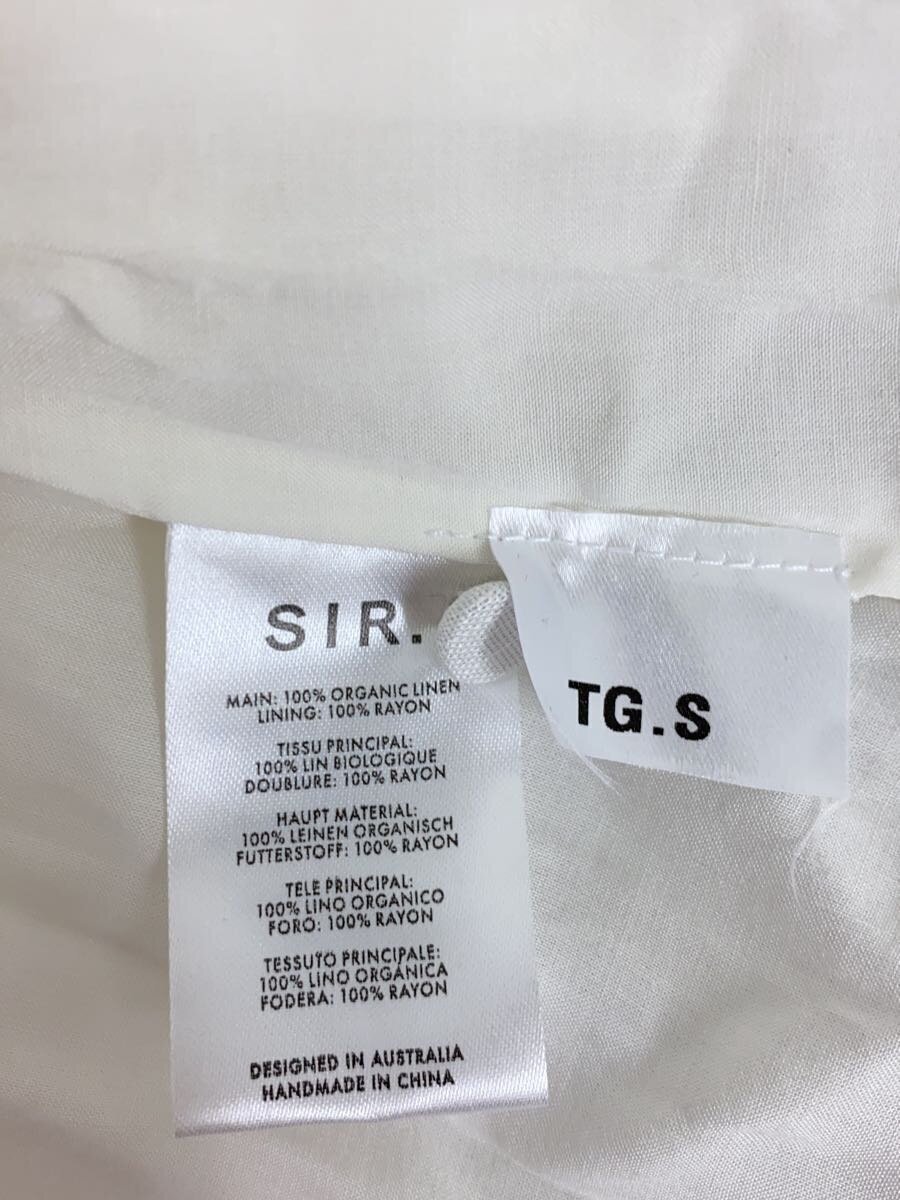 SIR.
MAIN: 100% ORGANIC LINEN
LINING: 100% RAYON
TISSU PRINCIPAL:
100% LIN BIOLOGIQUE
DOUBLURE: 100% RAYON
HAUPT MATERIAL:
100% LEINEN ORGANISCH
FUTTERSTOFF: 100% RAYON
TELE PRINCIPAL:
100% LINO ORGANICO
FORO: 100% RAYON
TESSUTO PRINCIPALE:
100% LINO ORGÁNICA
FODERA: 100% RAYON
DESIGNED IN AUSTRALIA
HANDMADE IN CHINA
TG.S